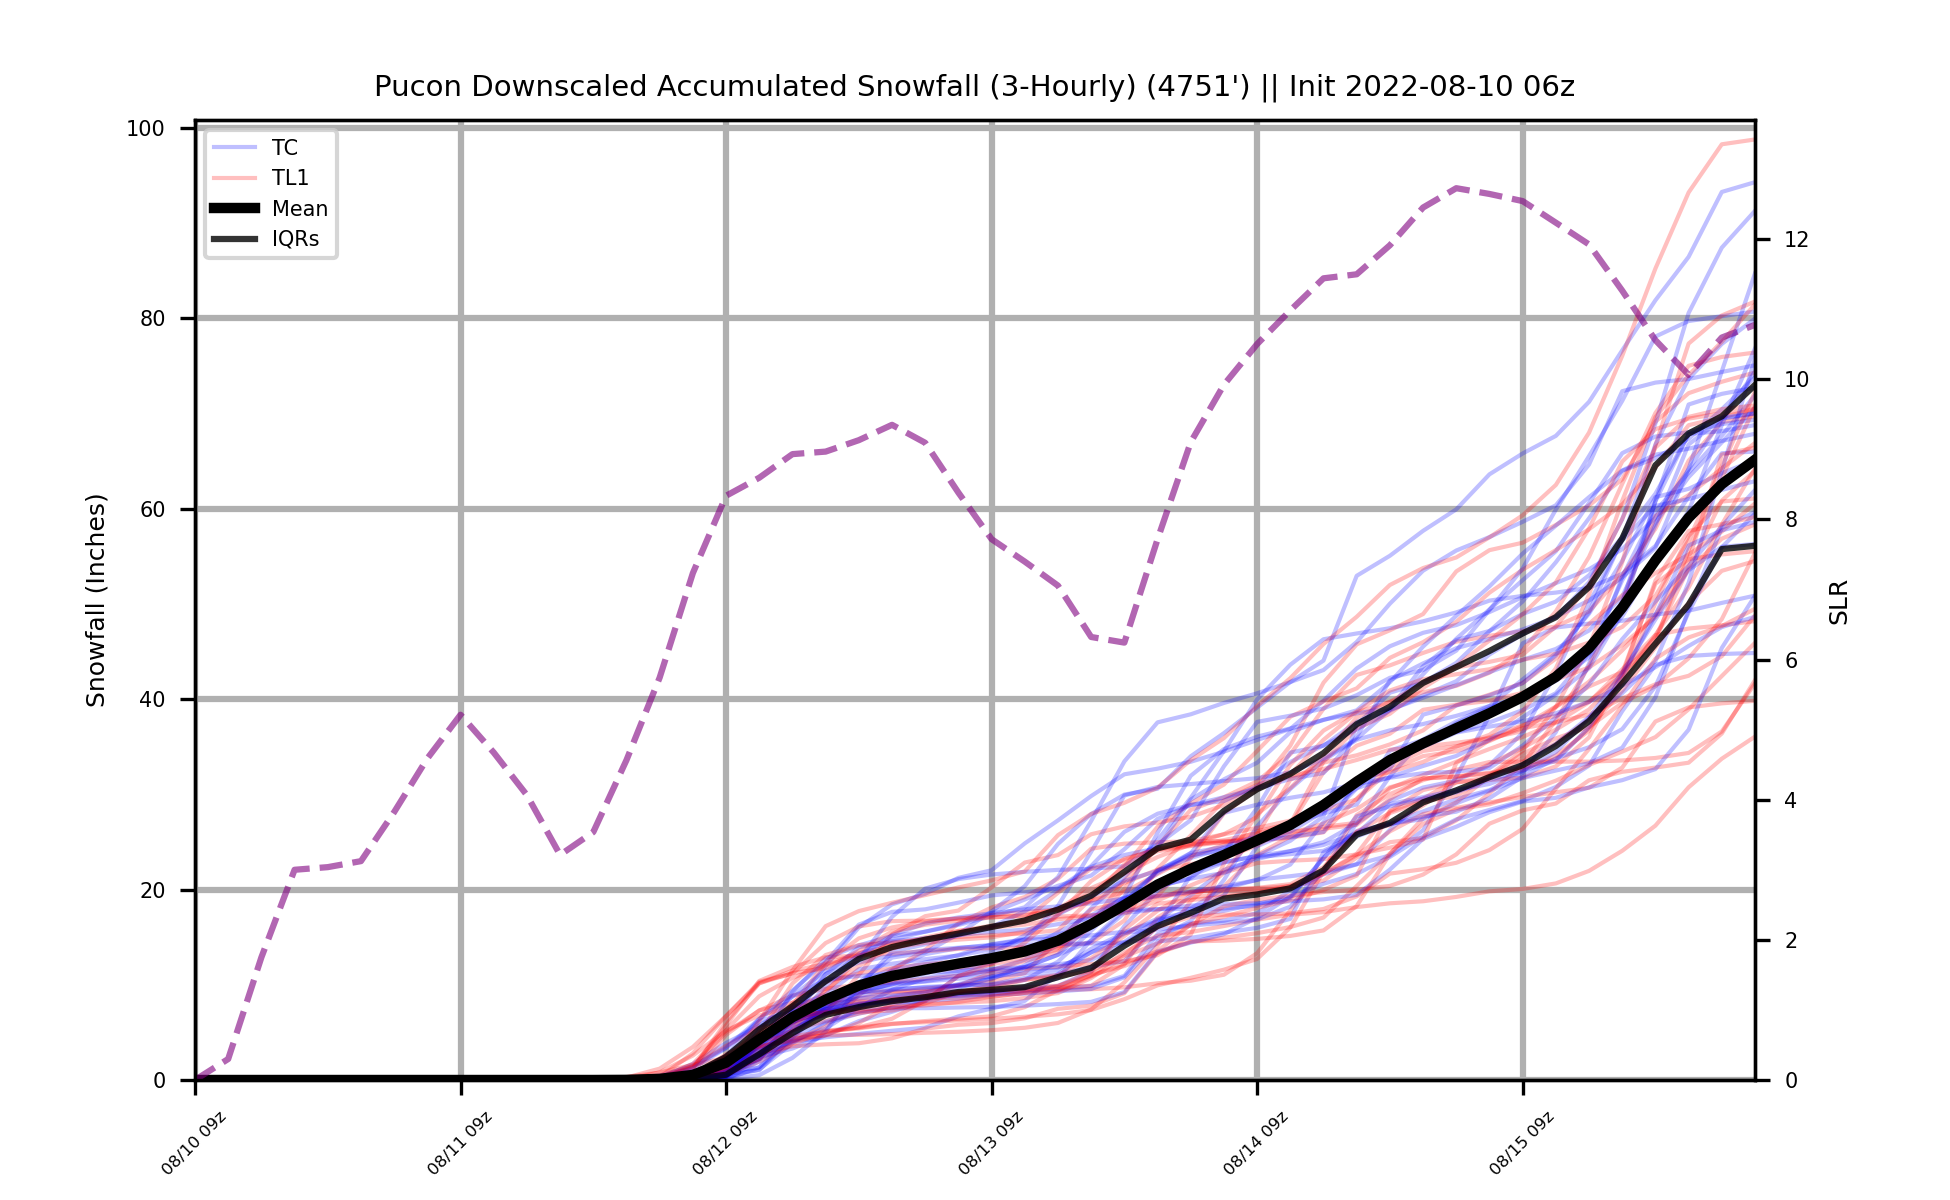 Pucon Downscaled Accumulated Snowfall (3-Hourly) (4751') || Init 2022-08-10 06z
TC
TL1
Mean
IQRs
100
80
60
40
20
0
Snowfall (Inches)
12
10
8
6
4
2
0
SLR
08/10 09z
08/11 09z
08/12 09z
08/13 09z
08/14 09z
08/15 09z